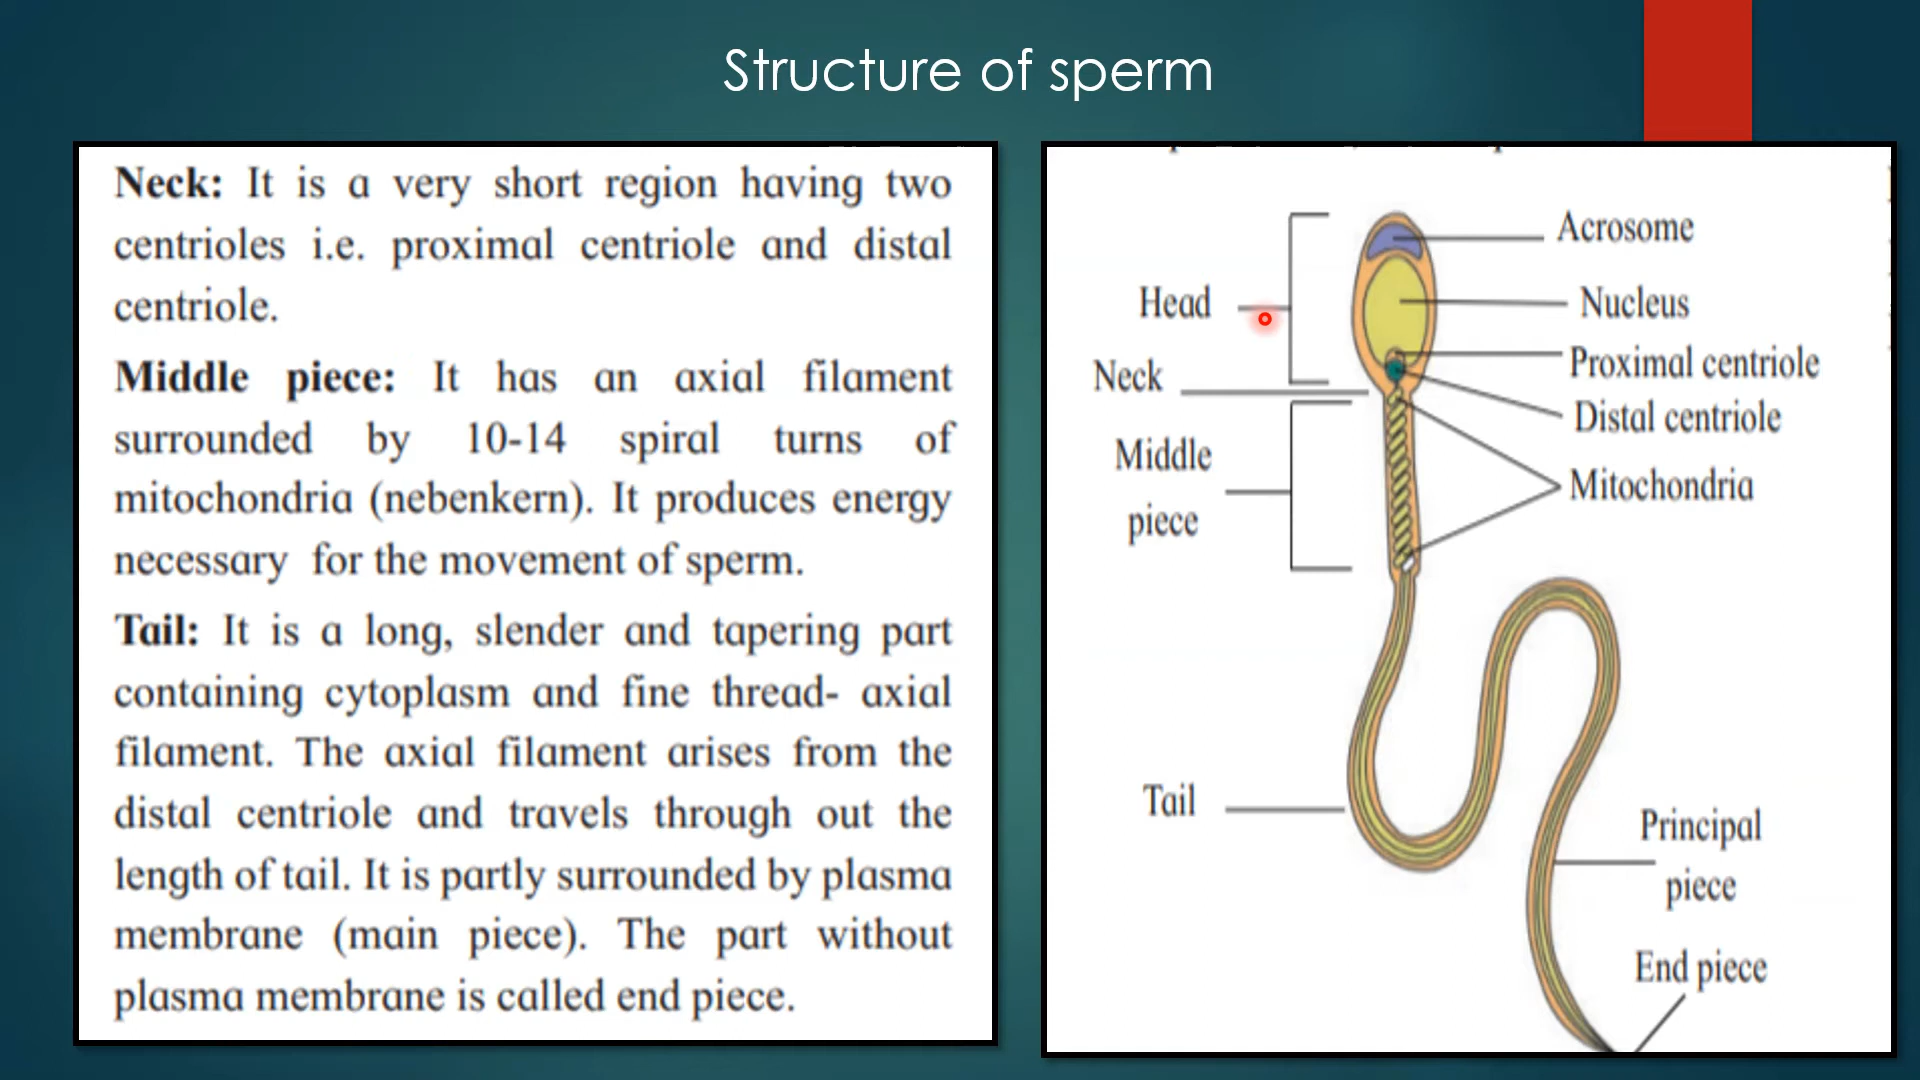 Structure of sperm
Neck: It is a very short region having two
centrioles i.e. proximal centriole and distal
centriole.
Middle piece: It has an axial filament
surrounded by 10-14 spiral turns of
mitochondria (nebenkern). It produces energy
necessary for the movement of sperm.
Tail: It is a long, slender and tapering part
containing cytoplasm and fine thread- axial
filament. The axial filament arises from the
distal centriole and travels through out the
length of tail. It is partly surrounded by plasma
membrane (main piece). The part without
plasma membrane is called end piece.
Acrosome
Head
Nucleus
Proximal centriole
Neck
Distal centriole
Middle
piece
Mitochondria
Tail
Principal
piece
End piece